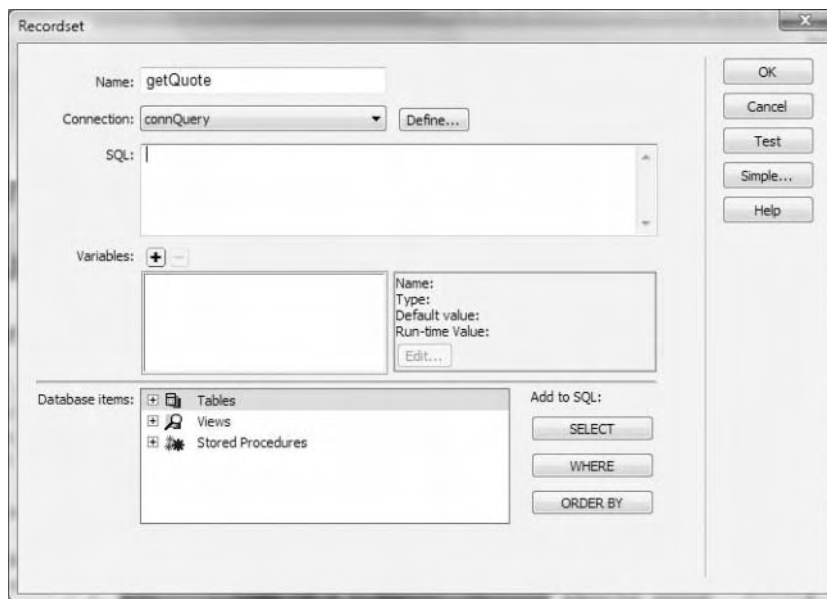 Recordset
Name: getQuote
Connection: connQuery Define...
SQL:
Variables:
Name:
Type:
Default value:
Run-time Value:
Edit...
Database items: Tables
Views
Stored Procedures
Add to SQL:
SELECT
WHERE
ORDER BY
OK
Cancel
Test
Simple...
Help